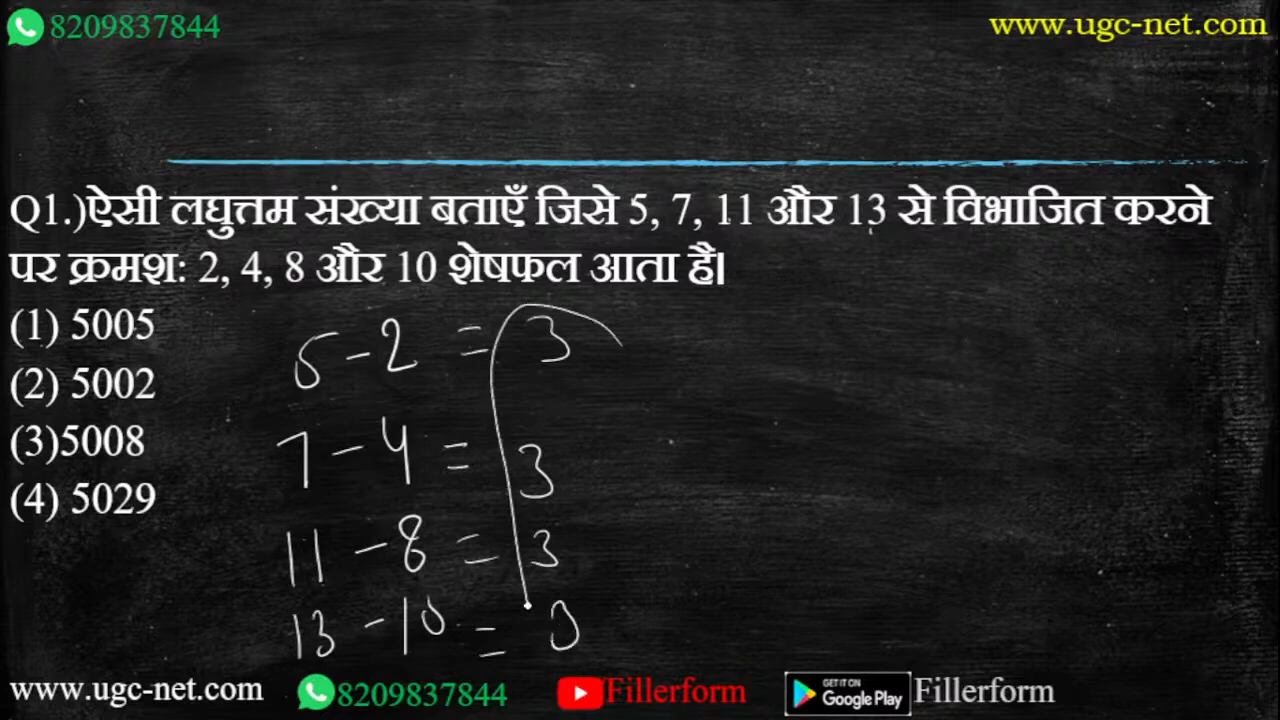 8209837844
www.ugc-net.com
Q1.)ऐसी लघुत्तम संख्या बताएँ जिसे 5, 7, 11 और 13 से विभाजित करने
पर क्रमश: 2, 4, 8 और 10 शेषफल आता है।
(1) 5005
(2) 5002
(3)5008
(4) 5029
5-2 = 3
7-4 = 3
11-8 = 3
13-10 = 3
www.ugc-net.com
8209837844
Fillerform
GET IT ON
Google Play
Fillerform